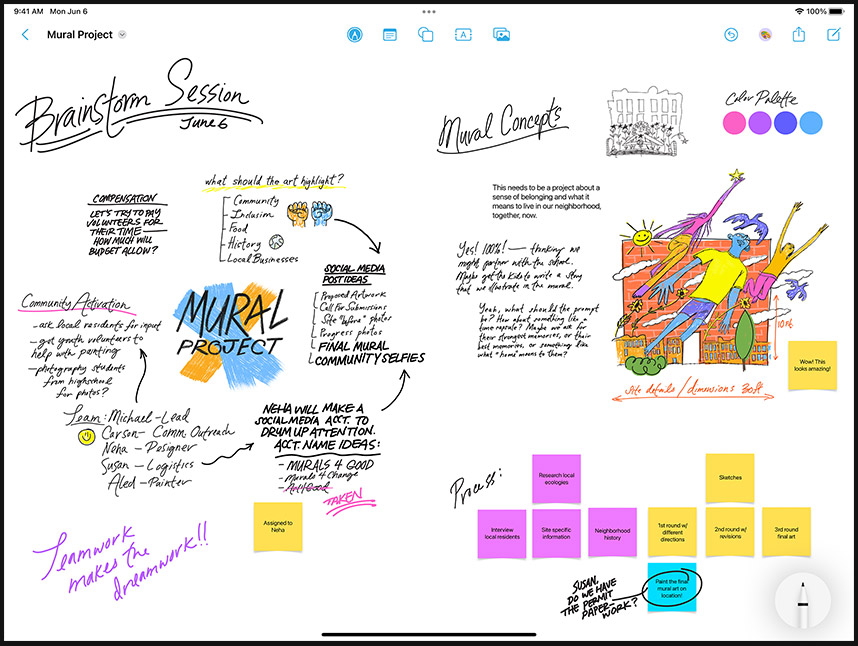 9:41 AM Mon Jun 6
100%
Mural Project
A
Brainstorm Session
June 6
COMPENSATION
LET'S TRY TO PAY
VOLUNTEERS FOR
THEIR TIME—
HOW MUCH WILL
BUDGET ALLOW?
what should the art highlight?
Community
Inclusion
Food
History
Local Businesses
SOCIAL MEDIA
POST IDEAS
Proposed Artwork
Call For Submissions
Site "Before" photos
Progress photos
FINAL MURAL
COMMUNITY SELFIES
Community Activation
- ask local residents for input
- get youth volunteers to
help with painting
- photography students
from highschool
for photos?
MURAL
PROJECT
Team: Michael - Lead
Carson - Comm. Outreach
Neha - Designer
Susan - Logistics
Aled - Painter
NEHA WILL MAKE A
SOCIAL MEDIA ACCT. TO
DRUM UP ATTENTION.
ACCT. NAME IDEAS:
- MURALS 4 GOOD
- Murals 4 Change
- Art4Good
TAKEN
Assigned to
Neha
Teamwork
makes the
dreamwork!!
Mural Concepts
Color Palette
This needs to be a project about a
sense of belonging and what it
means to live in our neighborhood,
together, now.
Yes! 100%! — thinking we
might partner with the school.
Maybe get the kids to write a story
that we illustrate in the mural.
Yeah, what should the prompt
be? How about something like a
time capsule? Maybe we ask for
their strongest memories, or their
best memories, or something like
what "home" means to them?
10 ft
Site details / dimensions 30ft
Wow! This
looks amazing!
Process:
Research local
ecologies
Sketches
Interview
local residents
Site specific
information
Neighborhood
history
1st round w/
different
directions
2nd round w/
revisions
3rd round
final art
Paint the final
mural art on
location!
SUSAN,
DO WE HAVE
THE PERMIT
PAPER-
WORK?